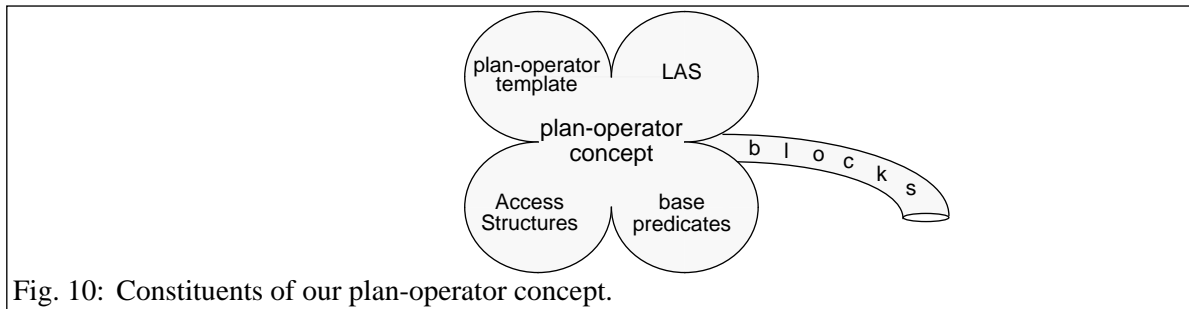 plan-operator
template
LAS
plan-operator
concept
blocks
Access
Structures
base
predicates
Fig. 10: Constituents of our plan-operator concept.